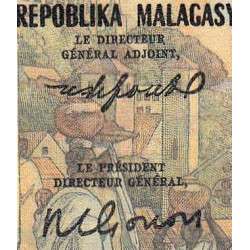 REPOBLIKA MALAGASY
LE DIRECTEUR
GÉNÉRAL ADJOINT,
LE PRÉSIDENT
DIRECTEUR GÉNÉRAL,